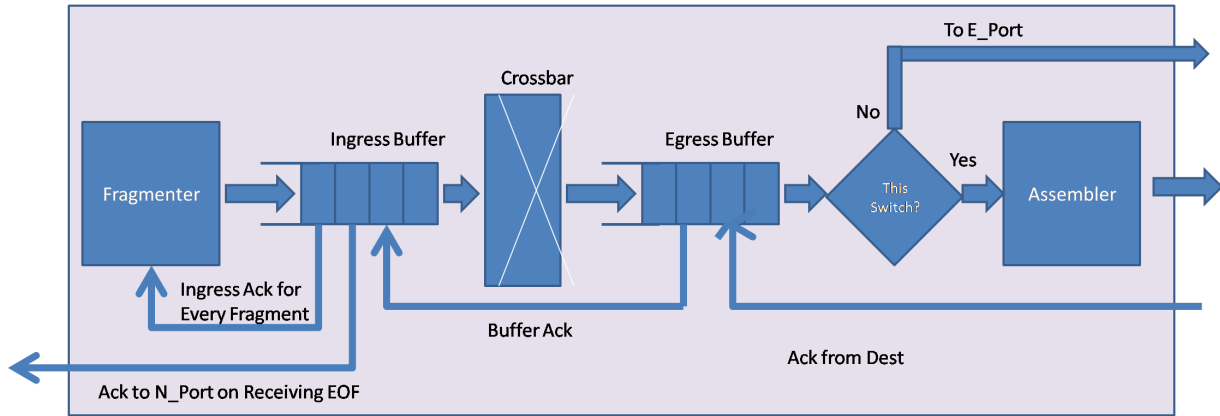 To E_Port
Crossbar
No
Ingress Buffer
Egress Buffer
Yes
Fragmenter
This
Switch?
Assembler
Ingress Ack for
Every Fragment
Buffer Ack
Ack from Dest
Ack to N_Port on Receiving EOF